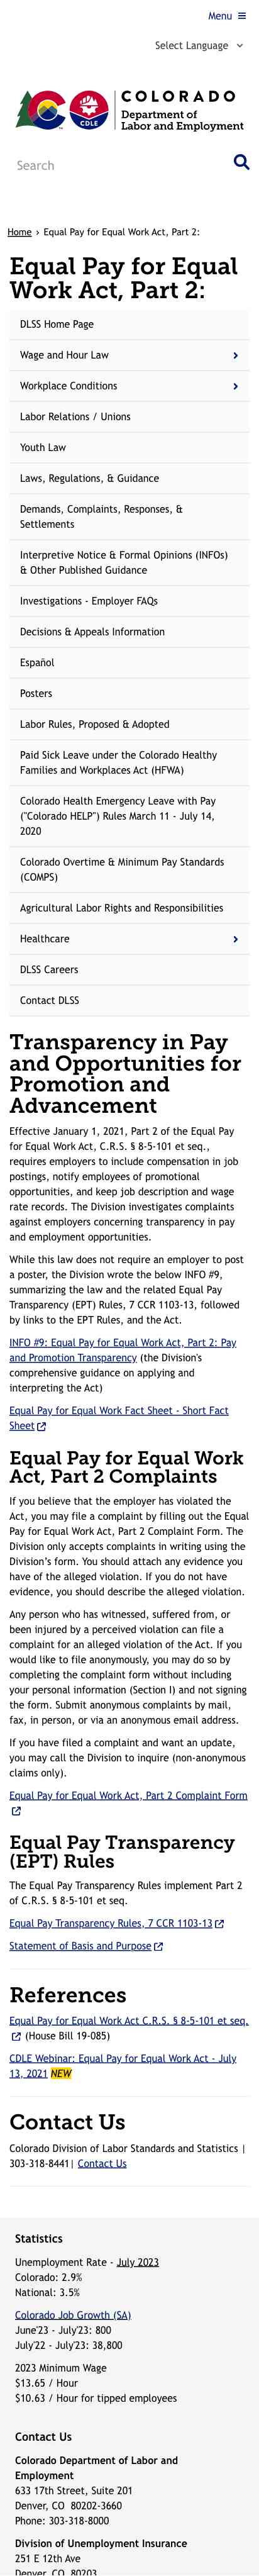 Menu
Select Language
CDLE
COLORADO
Department of
Labor and Employment
Search
Home › Equal Pay for Equal Work Act, Part 2:
Equal Pay for Equal
Work Act, Part 2:
DLSS Home Page
Wage and Hour Law
Workplace Conditions
Labor Relations / Unions
Youth Law
Laws, Regulations, & Guidance
Demands, Complaints, Responses, &
Settlements
Interpretive Notice & Formal Opinions (INFOs)
& Other Published Guidance
Investigations - Employer FAQs
Decisions & Appeals Information
Español
Posters
Labor Rules, Proposed & Adopted
Paid Sick Leave under the Colorado Healthy
Families and Workplaces Act (HFWA)
Colorado Health Emergency Leave with Pay
("Colorado HELP") Rules March 11 - July 14,
2020
Colorado Overtime & Minimum Pay Standards
(COMPS)
Agricultural Labor Rights and Responsibilities
Healthcare
DLSS Careers
Contact DLSS
Transparency in Pay
and Opportunities for
Promotion and
Advancement
Effective January 1, 2021, Part 2 of the Equal Pay
for Equal Work Act, C.R.S. § 8-5-101 et seq.,
requires employers to include compensation in job
postings, notify employees of promotional
opportunities, and keep job description and wage
rate records. The Division investigates complaints
against employers concerning transparency in pay
and employment opportunities.
While this law does not require an employer to post
a poster, the Division wrote the below INFO #9,
summarizing the law and the related Equal Pay
Transparency (EPT) Rules, 7 CCR 1103-13, followed
by links to the EPT Rules, and the Act.
INFO #9: Equal Pay for Equal Work Act, Part 2: Pay
and Promotion Transparency (the Division's
comprehensive guidance on applying and
interpreting the Act)
Equal Pay for Equal Work Fact Sheet - Short Fact
Sheet
Equal Pay for Equal Work
Act, Part 2 Complaints
If you believe that the employer has violated the
Act, you may file a complaint by filling out the Equal
Pay for Equal Work Act, Part 2 Complaint Form. The
Division only accepts complaints in writing using the
Division's form. You should attach any evidence you
have of the alleged violation. If you do not have
evidence, you should describe the alleged violation.
Any person who has witnessed, suffered from, or
been injured by a perceived violation can file a
complaint for an alleged violation of the Act. If you
would like to file anonymously, you may do so by
completing the complaint form without including
your personal information (Section I) and not signing
the form. Submit anonymous complaints by mail,
fax, in person, or via an anonymous email address.
If you have filed a complaint and want an update,
you may call the Division to inquire (non-anonymous
claims only).
Equal Pay for Equal Work Act, Part 2 Complaint Form
Equal Pay Transparency
(EPT) Rules
The Equal Pay Transparency Rules implement Part 2
of C.R.S. § 8-5-101 et seq.
Equal Pay Transparency Rules, 7 CCR 1103-13
Statement of Basis and Purpose
References
Equal Pay for Equal Work Act C.R.S. § 8-5-101 et seq.
(House Bill 19-085)
CDLE Webinar: Equal Pay for Equal Work Act - July
13, 2021 NEW
Contact Us
Colorado Division of Labor Standards and Statistics |
303-318-8441| Contact Us
Statistics
Unemployment Rate - July 2023
Colorado: 2.9%
National: 3.5%
Colorado Job Growth (SA)
June'23 - July'23: 800
July'22 - July'23: 38,800
2023 Minimum Wage
$13.65 / Hour
$10.63 / Hour for tipped employees
Contact Us
Colorado Department of Labor and
Employment
633 17th Street, Suite 201
Denver, CO 80202-3660
Phone: 303-318-8000
Division of Unemployment Insurance
251 E 12th Ave
Denver, CO 80203